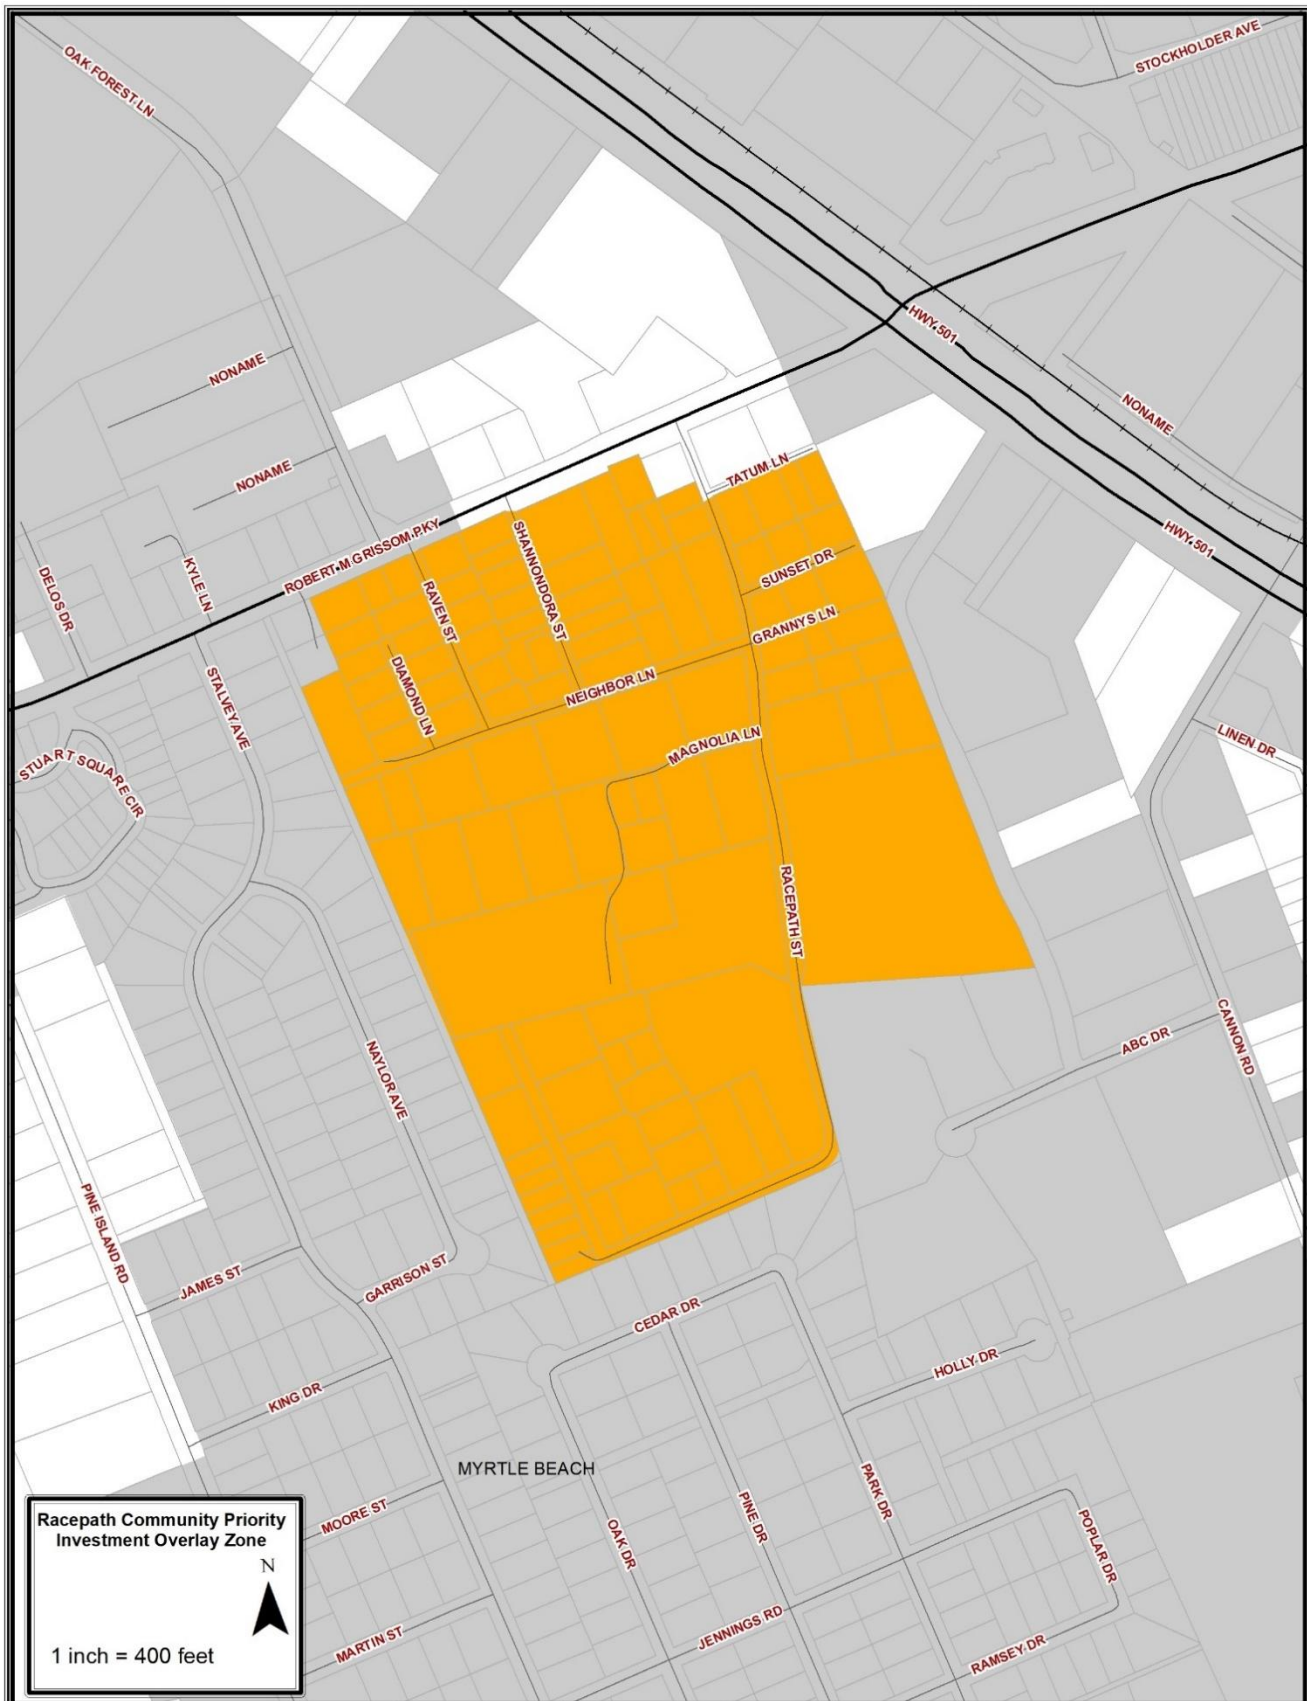 OAK FOREST LN
STOCKHOLDER AVE
HWY 501
NONAME
NONAME
NONAME
TATUM LN
HWY 501
ROBERT M GRISSOM PKY
SHANNONDORA ST
SUNSET DR
KYLE LN
DELOS DR
RAVEN ST
GRANNYS LN
DIAMOND LN
NEIGHBOR LN
STALVEY AVE
MAGNOLIA LN
LINEN DR
STUART SQUARE CIR
RACEPATH ST
CANNON RD
ABC DR
NAYLOR AVE
PINE ISLAND RD
JAMES ST
GARRISON ST
CEDAR DR
HOLLY DR
KING DR
MYRTLE BEACH
PARK DR
MOORE ST
OAK DR
PINE DR
POPLAR DR
JENNINGS RD
MARTIN ST
RAMSEY DR
Racepath Community Priority
Investment Overlay Zone
N
1 inch = 400 feet